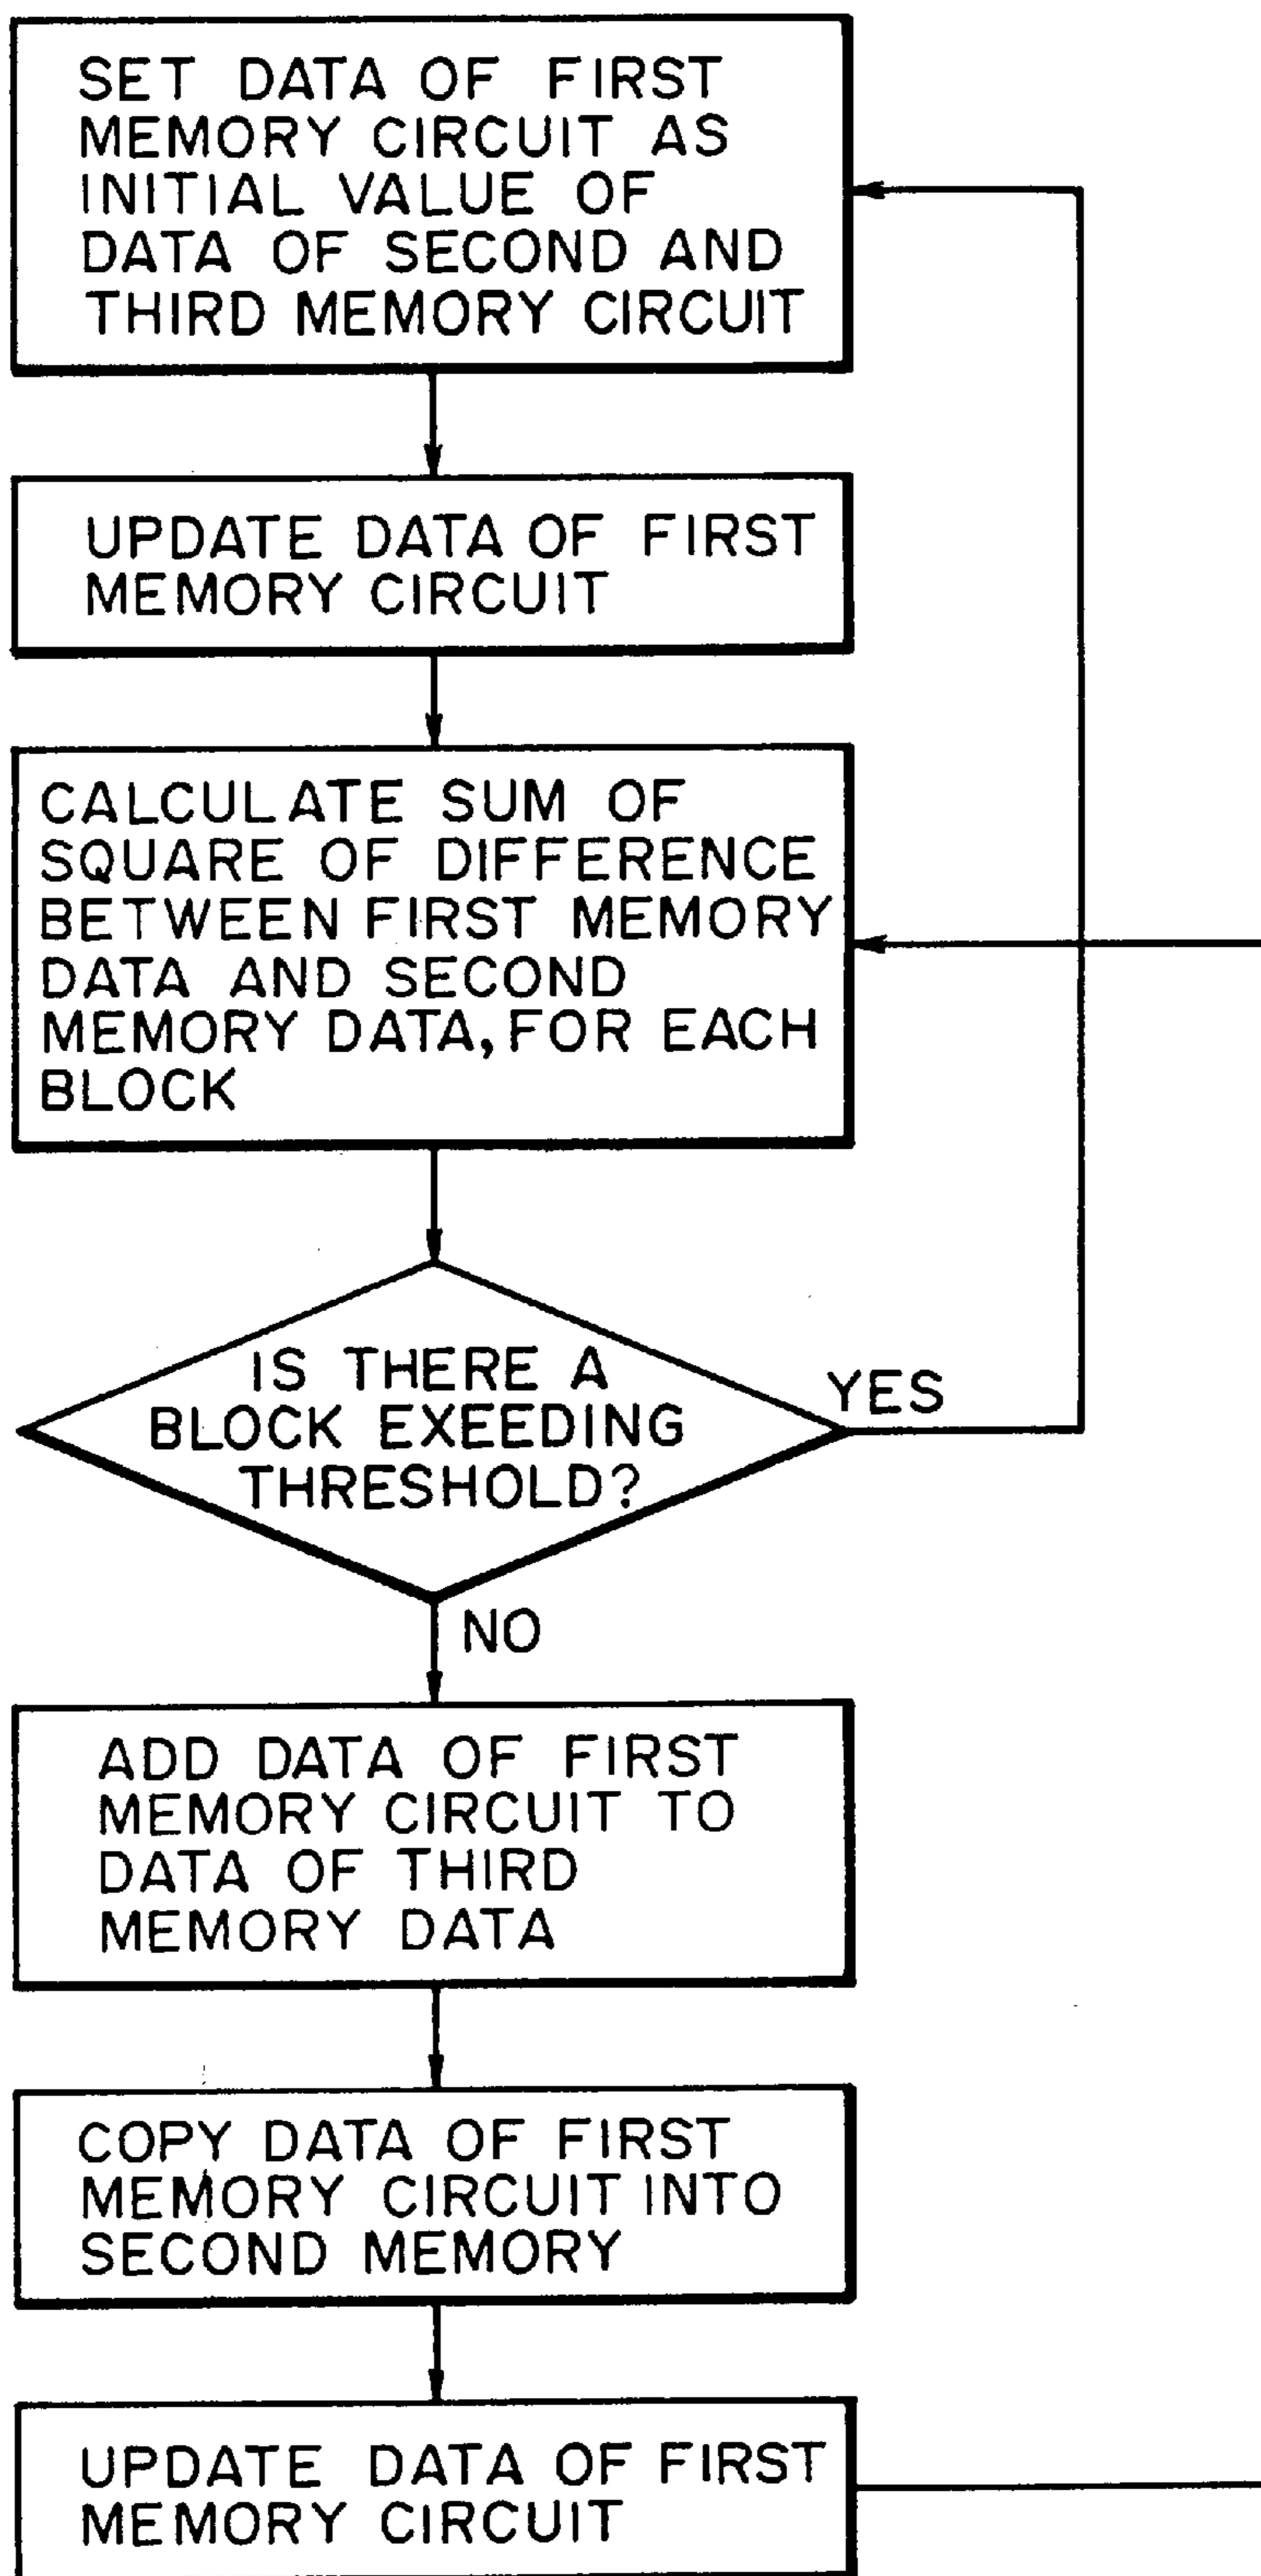 SET DATA OF FIRST
MEMORY CIRCUIT AS
INITIAL VALUE OF
DATA OF SECOND AND
THIRD MEMORY CIRCUIT
UPDATE DATA OF FIRST
MEMORY CIRCUIT
CALCULATE SUM OF
SQUARE OF DIFFERENCE
BETWEEN FIRST MEMORY
DATA AND SECOND
MEMORY DATA, FOR EACH
BLOCK
IS THERE A
BLOCK EXEEDING
THRESHOLD?
YES
NO
ADD DATA OF FIRST
MEMORY CIRCUIT TO
DATA OF THIRD
MEMORY DATA
COPY DATA OF FIRST
MEMORY CIRCUIT INTO
SECOND MEMORY
UPDATE DATA OF FIRST
MEMORY CIRCUIT